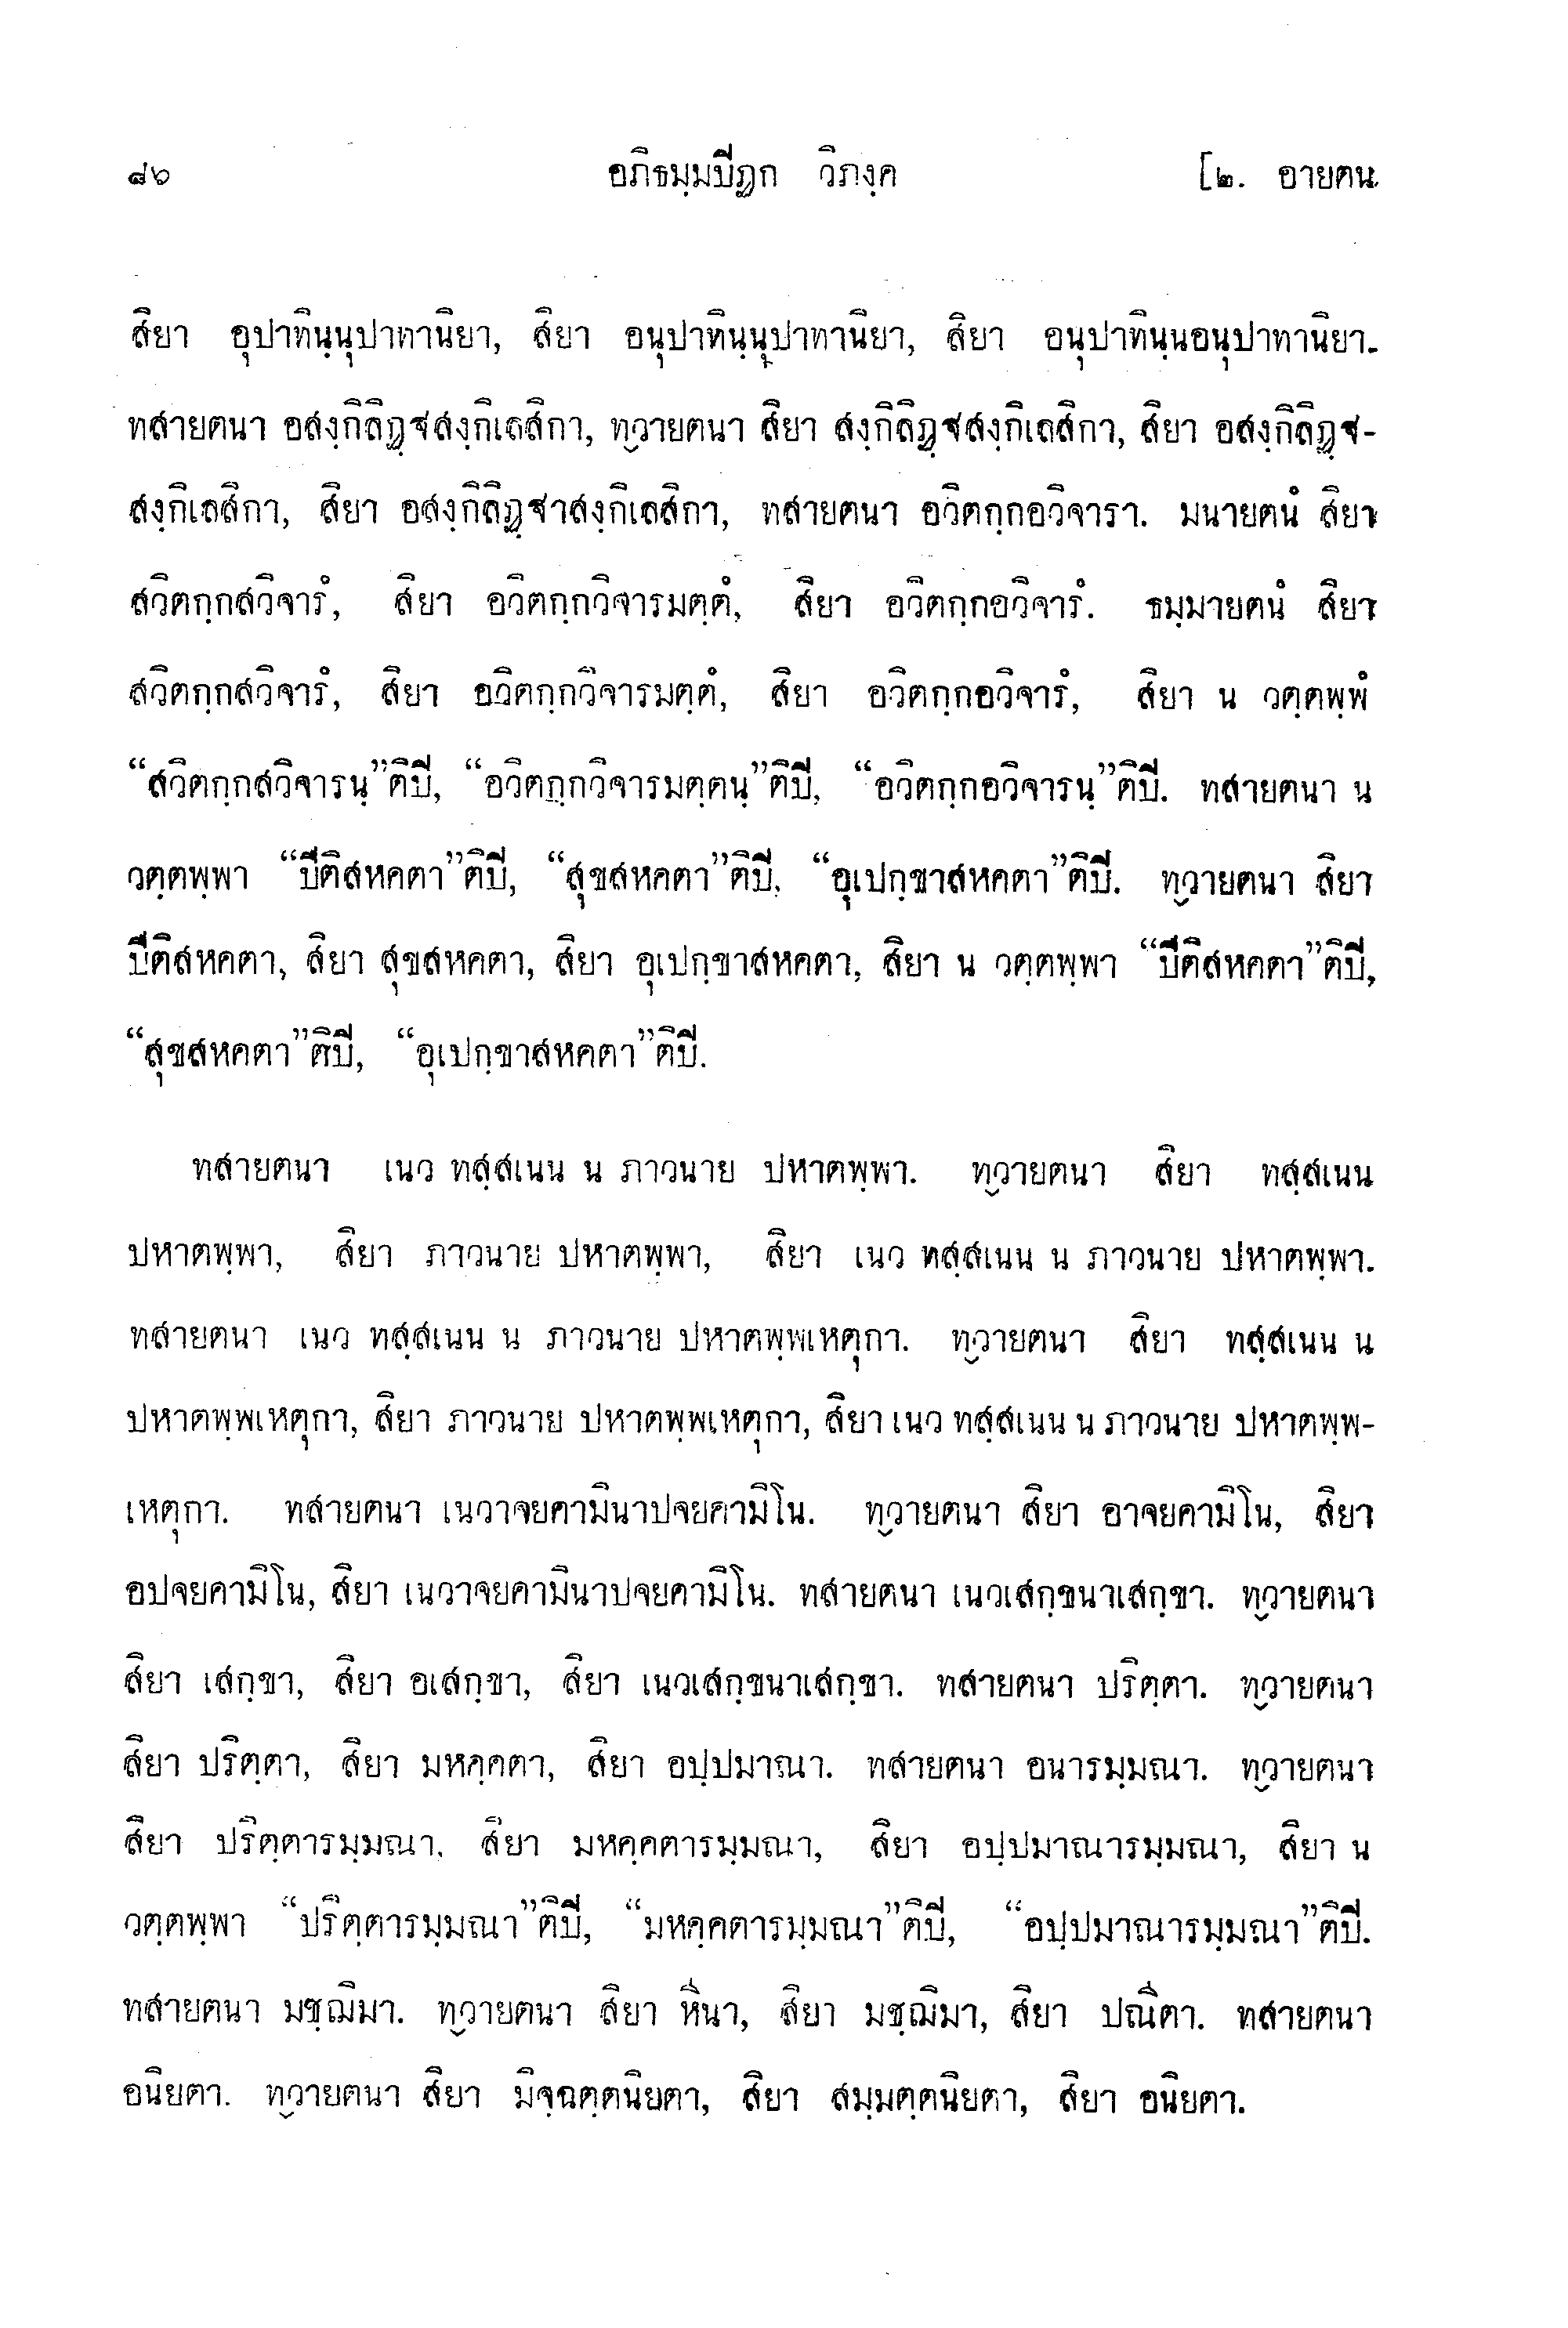 ๘๖ อภิธมฺมปีฏก วิภงฺค [๒. อายตน
สิยา อุปาทินฺนุปาทานิยา, สิยา อนุปาทินฺนุปาทานิยา, สิยา อนุปาทินฺนอนุปาทานิยา.
ทสายตนา อสงฺกิลิฏฺฐสงฺกิเลสิกา, ทฺวายตนา สิยา สงฺกิลิฏฺฐสงฺกิเลสิกา, สิยา อสงฺกิลิฏฺฐ-
สงฺกิเลสิกา, สิยา อสงฺกิลิฏฺฐาสงฺกิเลสิกา, ทสายตนา อวิตกฺกอวิจารา. มนายตนํ สิยา
สวิตกฺกสวิจารํ, สิยา อวิตกฺกวิจารมตฺตํ, สิยา อวิตกฺกอวิจารํ. ธมฺมายตนํ สิยา
สวิตกฺกสวิจารํ, สิยา อวิตกฺกวิจารมตฺตํ, สิยา อวิตกฺกอวิจารํ, สิยา น วตฺตพฺพํ
“สวิตกฺกสวิจารนฺ”ติปี, “อวิตกฺกวิจารมตฺตนฺ”ติปี, “อวิตกฺกอวิจารนฺ”ติปี. ทสายตนา น
วตฺตพฺพา “ปีติสหคตา”ติปี, “สุขสหคตา”ติปี, “อุเปกฺขาสหคตา”ติปี. ทฺวายตนา สิยา
ปีติสหคตา, สิยา สุขสหคตา, สิยา อุเปกฺขาสหคตา, สิยา น วตฺตพฺพา “ปีติสหคตา”ติปี,
“สุขสหคตา”ติปี, “อุเปกฺขาสหคตา”ติปี.
ทสายตนา เนว ทสฺสเนน น ภาวนาย ปหาตพฺพา. ทฺวายตนา สิยา ทสฺสเนน
ปหาตพฺพา, สิยา ภาวนาย ปหาตพฺพา, สิยา เนว ทสฺสเนน น ภาวนาย ปหาตพฺพา.
ทสายตนา เนว ทสฺสเนน น ภาวนาย ปหาตพฺพเหตุกา. ทฺวายตนา สิยา ทสฺสเนน น
ปหาตพฺพเหตุกา, สิยา ภาวนาย ปหาตพฺพเหตุกา, สิยา เนว ทสฺสเนน น ภาวนาย ปหาตพฺพ-
เหตุกา. ทสายตนา เนวาจยคามินาปจยคามิโน. ทฺวายตนา สิยา อาจยคามิโน, สิยา
อปจยคามิโน, สิยา เนวาจยคามินาปจยคามิโน. ทสายตนา เนวเสกฺขนาเสกฺขา. ทฺวายตนา
สิยา เสกฺขา, สิยา อเสกฺขา, สิยา เนวเสกฺขนาเสกฺขา. ทสายตนา ปริตฺตา. ทฺวายตนา
สิยา ปริตฺตา, สิยา มหคฺคตา, สิยา อปฺปมาณา. ทสายตนา อนารมฺมณา. ทฺวายตนา
สิยา ปริตฺตารมฺมณา, สิยา มหคฺคตารมฺมณา, สิยา อปฺปมาณารมฺมณา, สิยา น
วตฺตพฺพา “ปริตฺตารมฺมณา”ติปี, “มหคฺคตารมฺมณา”ติปี, “อปฺปมาณารมฺมณา”ติปี.
ทสายตนา มชฺฌิมา. ทฺวายตนา สิยา หีนา, สิยา มชฺฌิมา, สิยา ปณีตา. ทสายตนา
อนิยตา. ทฺวายตนา สิยา มิจฺฉตฺตนิยตา, สิยา สมฺมตฺตนิยตา, สิยา อนิยตา.